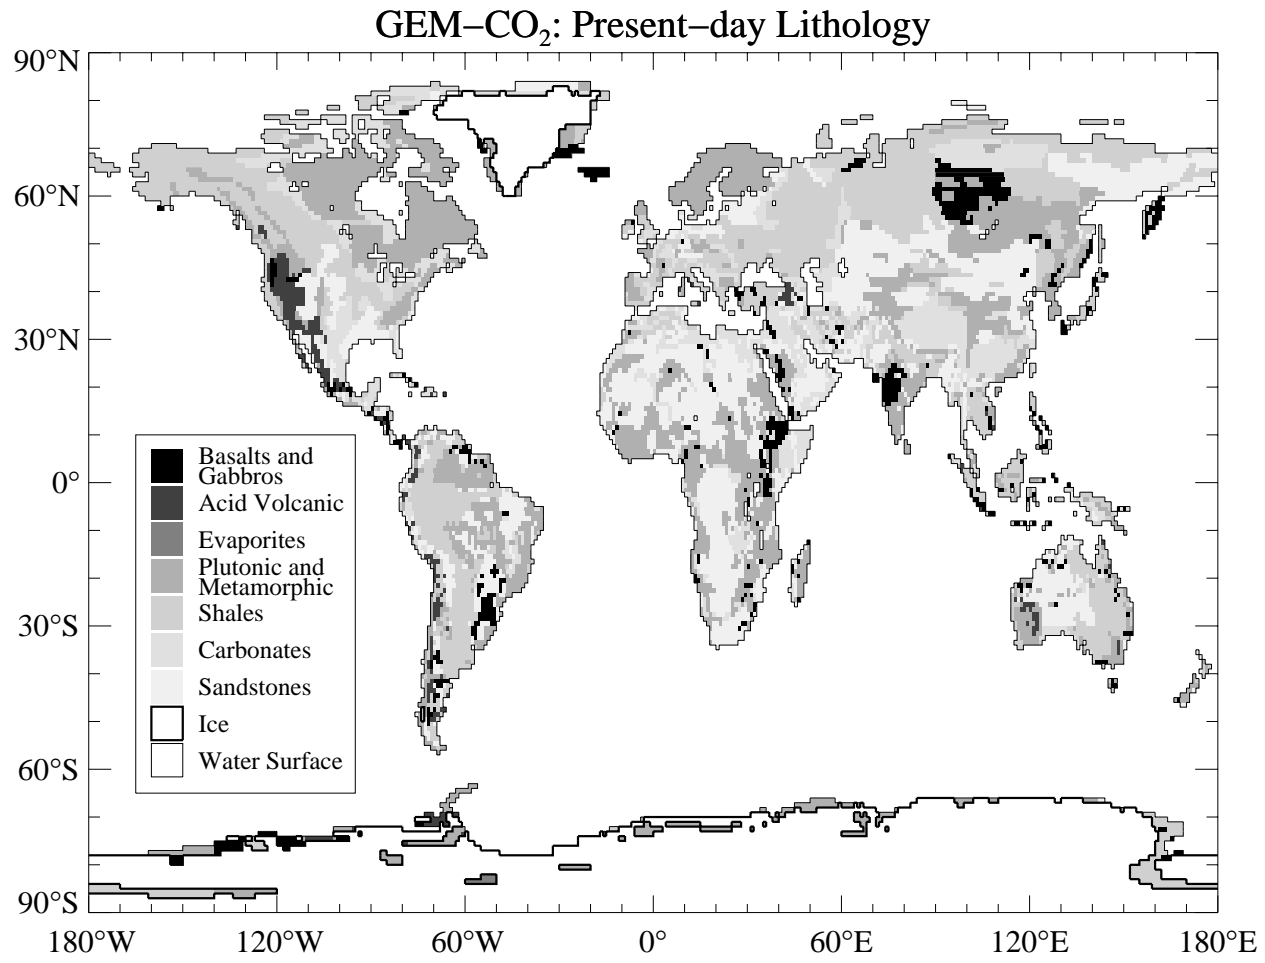 GEM−CO₂: Present−day Lithology
90°N
60°N
30°N
0°
30°S
60°S
90°S
Basalts and
Gabbros
Acid Volcanic
Evaporites
Plutonic and
Metamorphic
Shales
Carbonates
Sandstones
Ice
Water Surface
180°W 120°W 60°W 0° 60°E 120°E 180°E